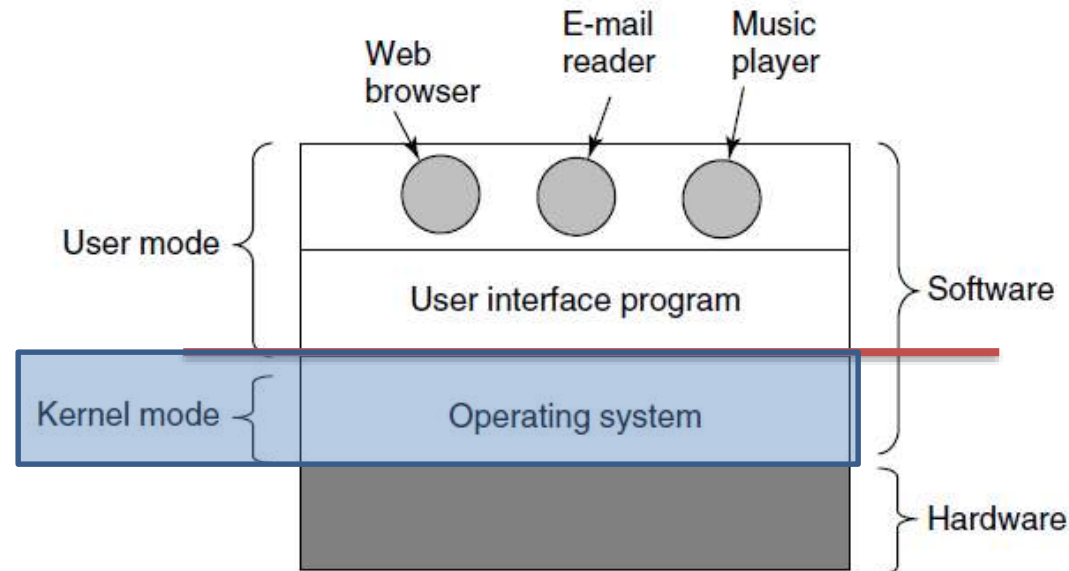 Web
browser
E-mail
reader
Music
player
User mode
User interface program
Software
Kernel mode
Operating system
Hardware